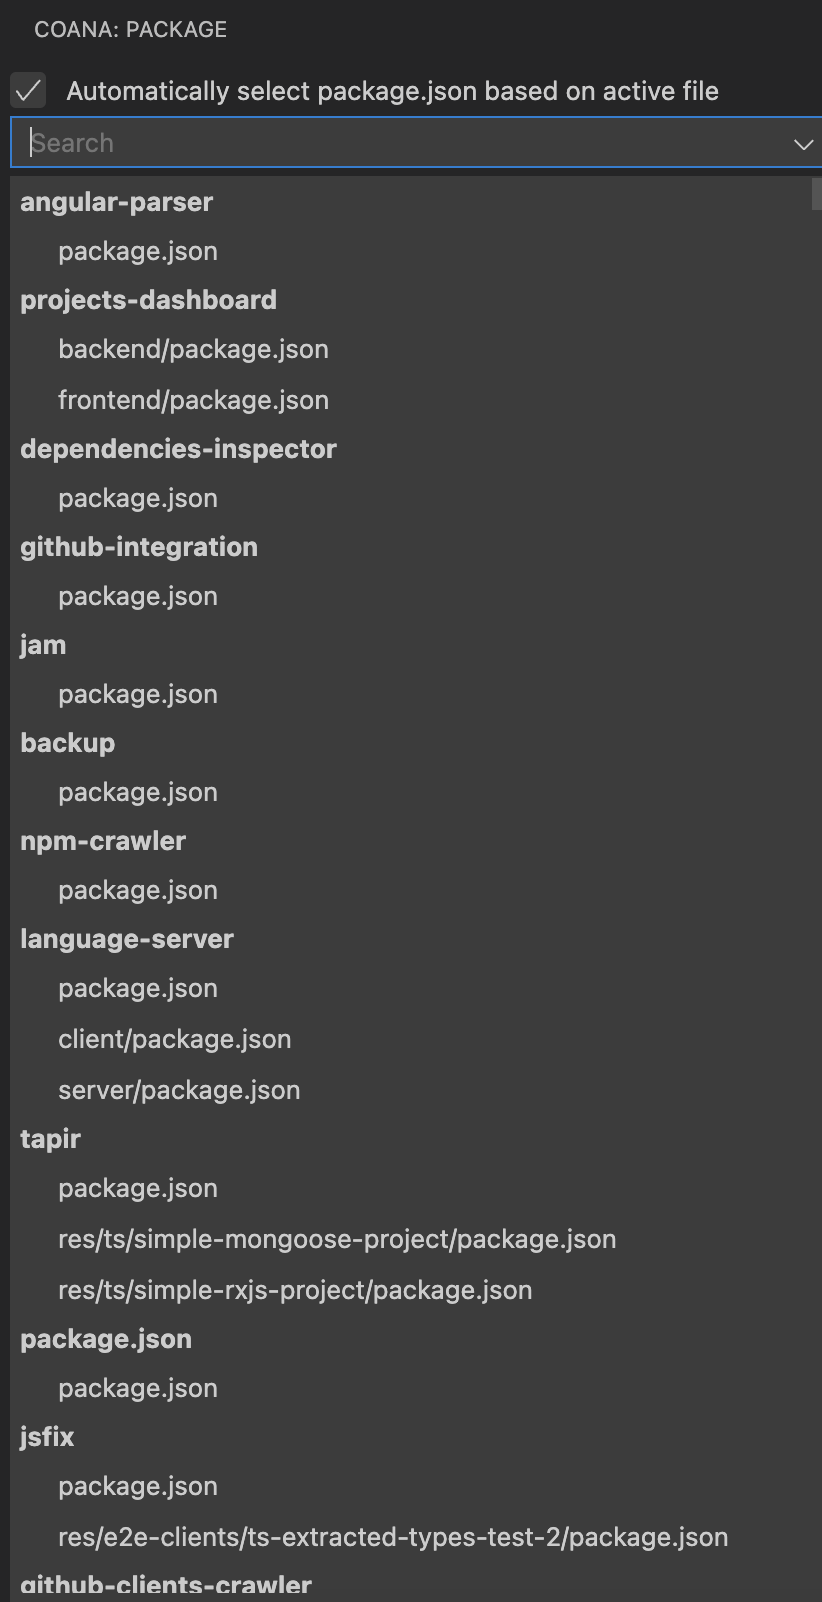 COANA: PACKAGE
Automatically select package.json based on active file
Search
angular-parser
package.json
projects-dashboard
backend/package.json
frontend/package.json
dependencies-inspector
package.json
github-integration
package.json
jam
package.json
backup
package.json
npm-crawler
package.json
language-server
package.json
client/package.json
server/package.json
tapir
package.json
res/ts/simple-mongoose-project/package.json
res/ts/simple-rxjs-project/package.json
package.json
package.json
jsfix
package.json
res/e2e-clients/ts-extracted-types-test-2/package.json
github-clients-crawler